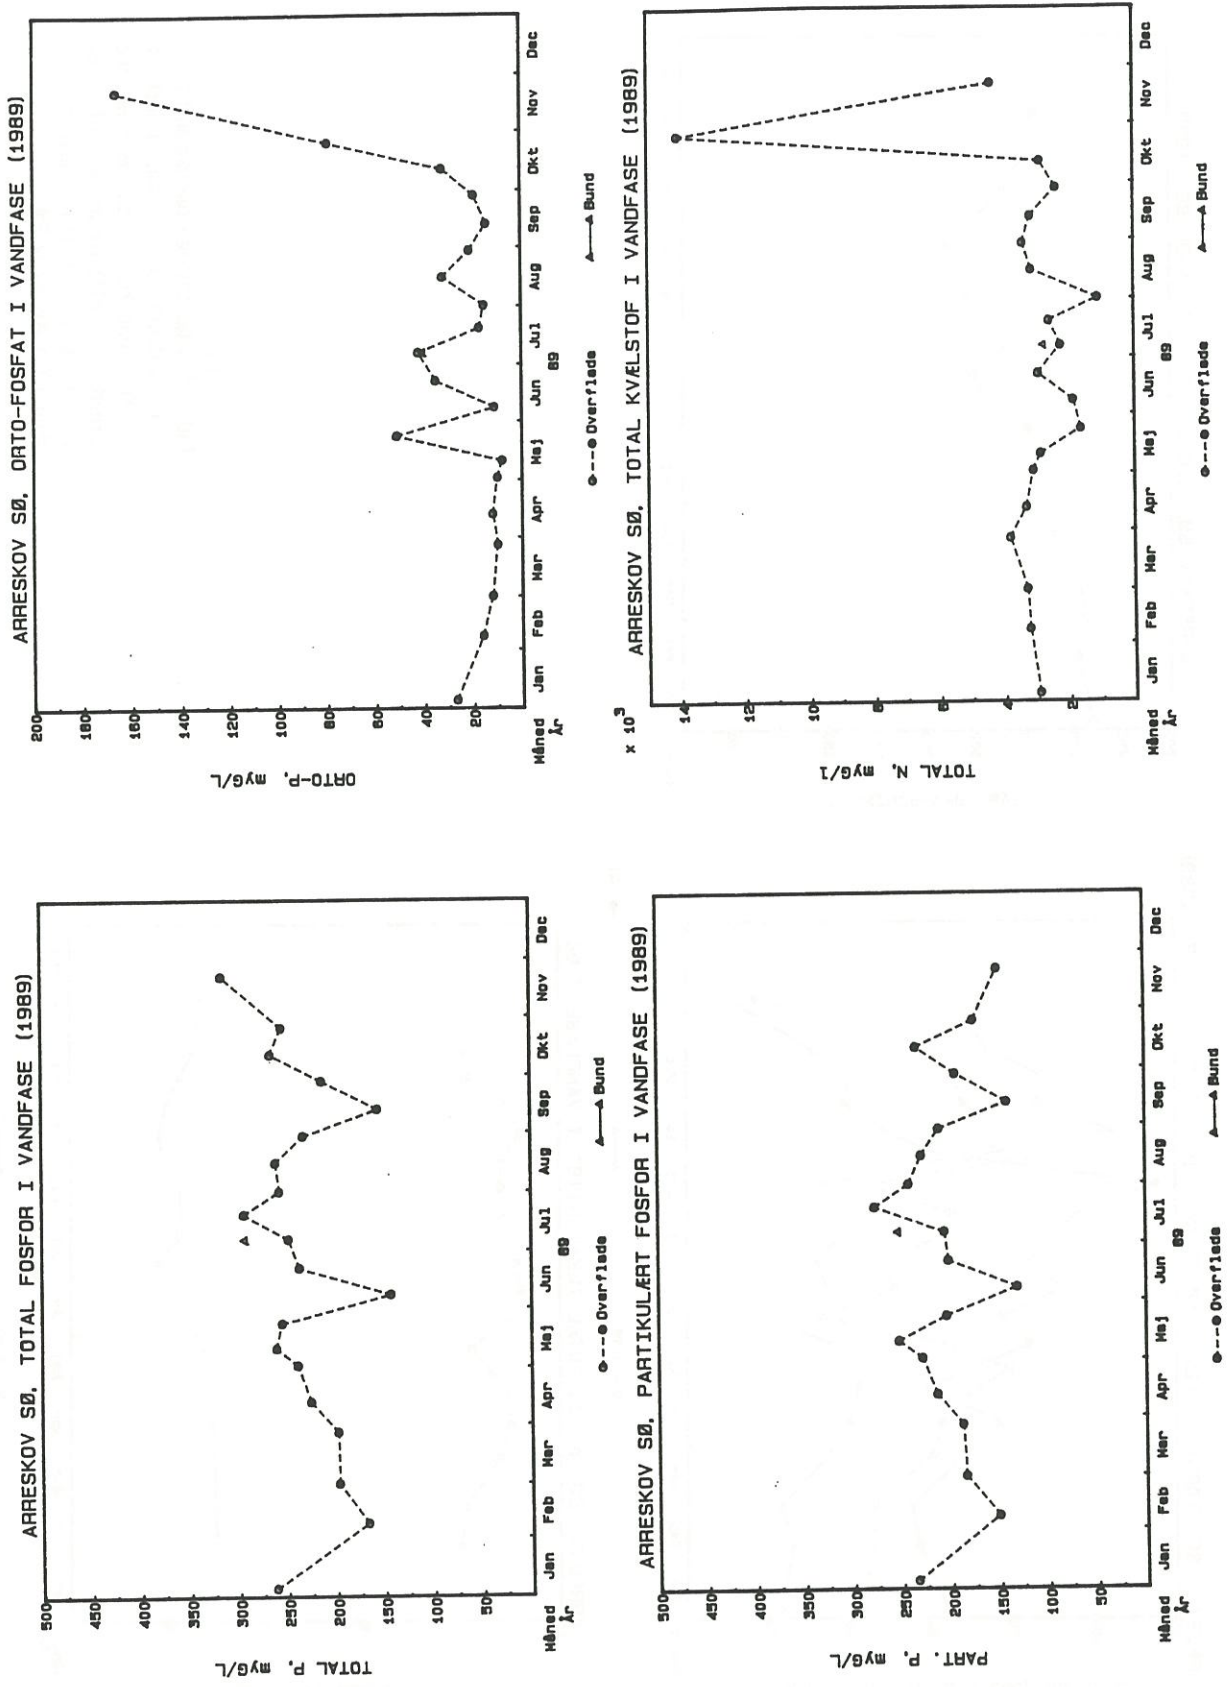 ARRESKOV SØ, TOTAL FOSFOR I VANDFASE (1989)
TOTAL P, myG/L
500
450
400
350
300
250
200
150
100
50
Måned
År
Jan Feb Mar Apr Maj Jun Jul Aug Sep Okt Nov Dec
89
Overflade Bund
ARRESKOV SØ, ORTO-FOSFAT I VANDFASE (1989)
ORTO-P, myG/L
200
180
160
140
120
100
80
60
40
20
Måned
År
Jan Feb Mar Apr Maj Jun Jul Aug Sep Okt Nov Dec
89
Overflade Bund
ARRESKOV SØ, PARTIKULÆRT FOSFOR I VANDFASE (1989)
PART. P, myG/L
500
450
400
350
300
250
200
150
100
50
Måned
År
Jan Feb Mar Apr Maj Jun Jul Aug Sep Okt Nov Dec
89
Overflade Bund
ARRESKOV SØ, TOTAL KVÆLSTOF I VANDFASE (1989)
x 10³
TOTAL N, myG/l
14
12
10
8
6
4
2
Måned
År
Jan Feb Mar Apr Maj Jun Jul Aug Sep Okt Nov Dec
89
Overflade Bund